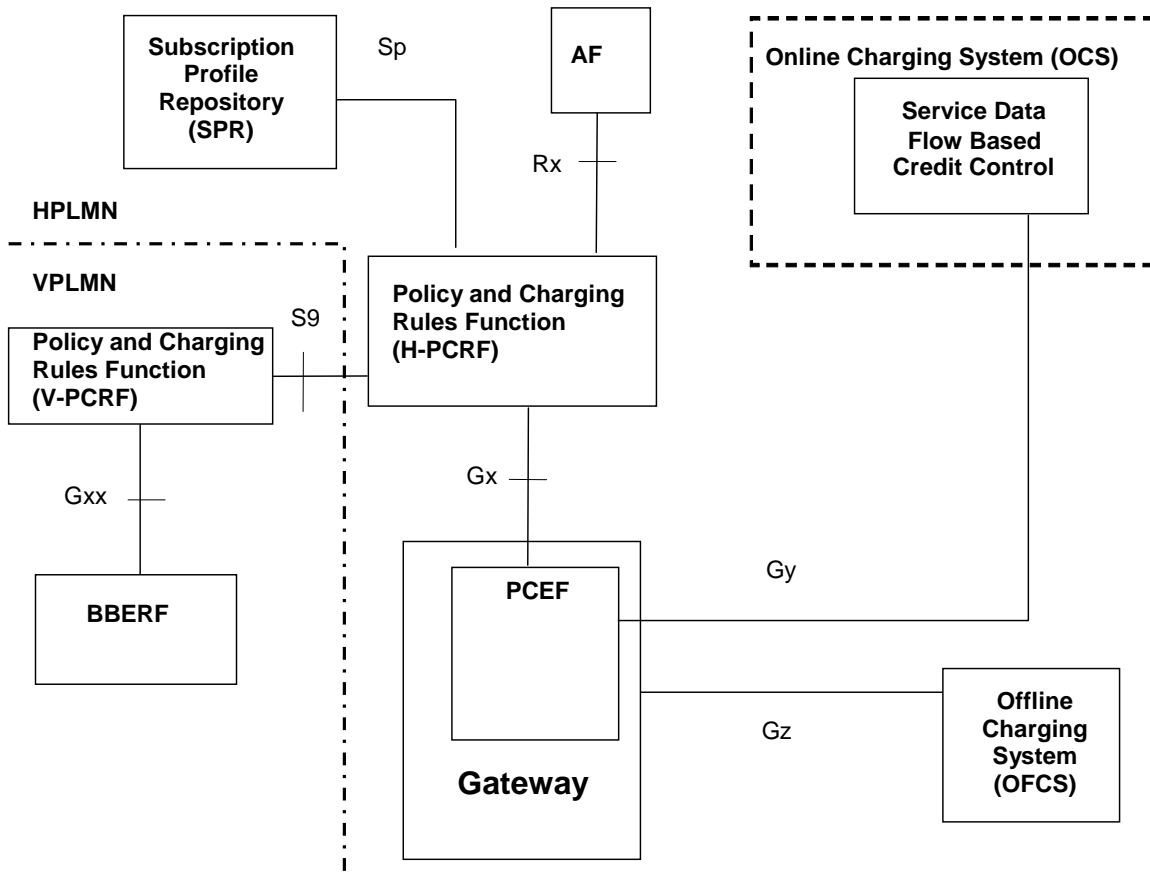 Subscription
Profile
Repository
(SPR)
Sp
AF
Online Charging System (OCS)
Service Data
Flow Based
Credit Control
Rx
HPLMN
VPLMN
S9
Policy and Charging
Rules Function
(H-PCRF)
Policy and Charging
Rules Function
(V-PCRF)
Gxx
Gx
BBERF
PCEF
Gy
Gz
Offline
Charging
System
(OFCS)
Gateway